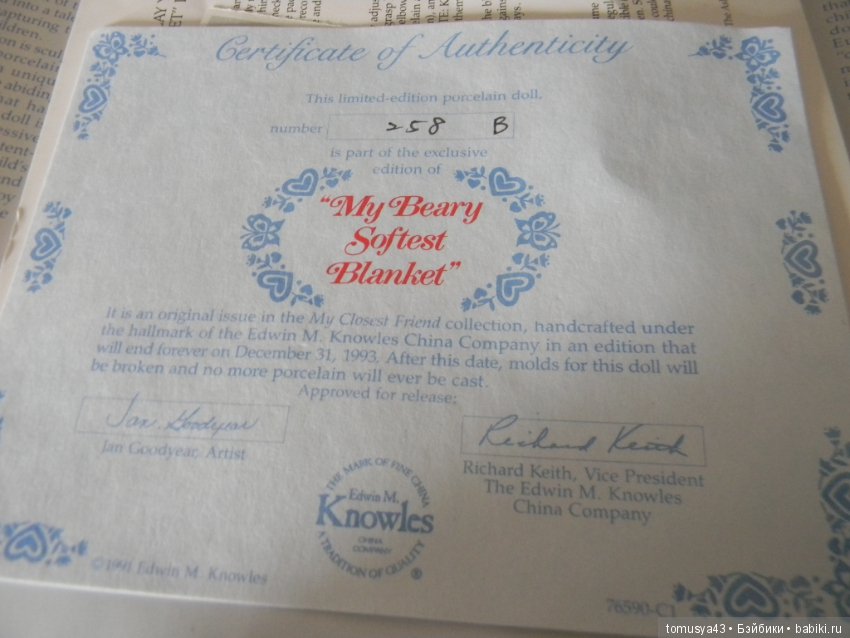 Certificate of Authenticity
This limited-edition porcelain doll,
number 258 B
is part of the exclusive
edition of
"My Beary
Softest
Blanket"
It is an original issue in the My Closest Friend collection, handcrafted under
the hallmark of the Edwin M. Knowles China Company in an edition that
will end forever on December 31, 1993. After this date, molds for this doll will
be broken and no more porcelain will ever be cast.
Approved for release:
Jan Goodyear
Jan Goodyear, Artist
Richard Keith
Richard Keith, Vice President
The Edwin M. Knowles
China Company
THE MARK OF FINE CHINA
Edwin M.
Knowles
CHINA
COMPANY
A TRADITION OF QUALITY
®
©1991 Edwin M. Knowles
76590-C1
tomusya43 • Бэйбики • babiki.ru